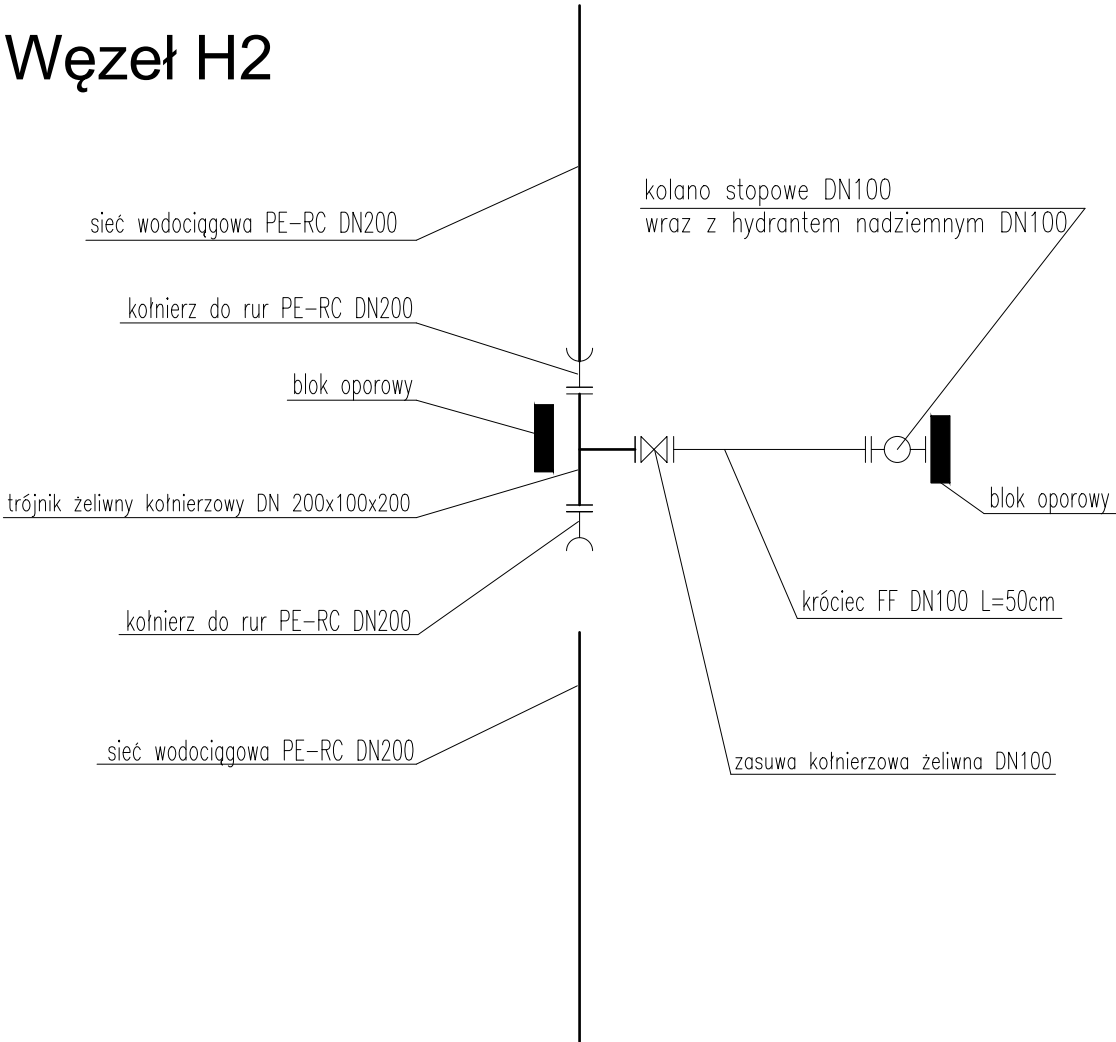 Węzeł H2
sieć wodociągowa PE-RC DN200
kołnierz do rur PE-RC DN200
blok oporowy
trójnik żeliwny kołnierzowy DN 200x100x200
kołnierz do rur PE-RC DN200
sieć wodociągowa PE-RC DN200
kolano stopowe DN100
wraz z hydrantem nadziemnym DN100
blok oporowy
króciec FF DN100 L=50cm
zasuwa kołnierzowa żeliwna DN100